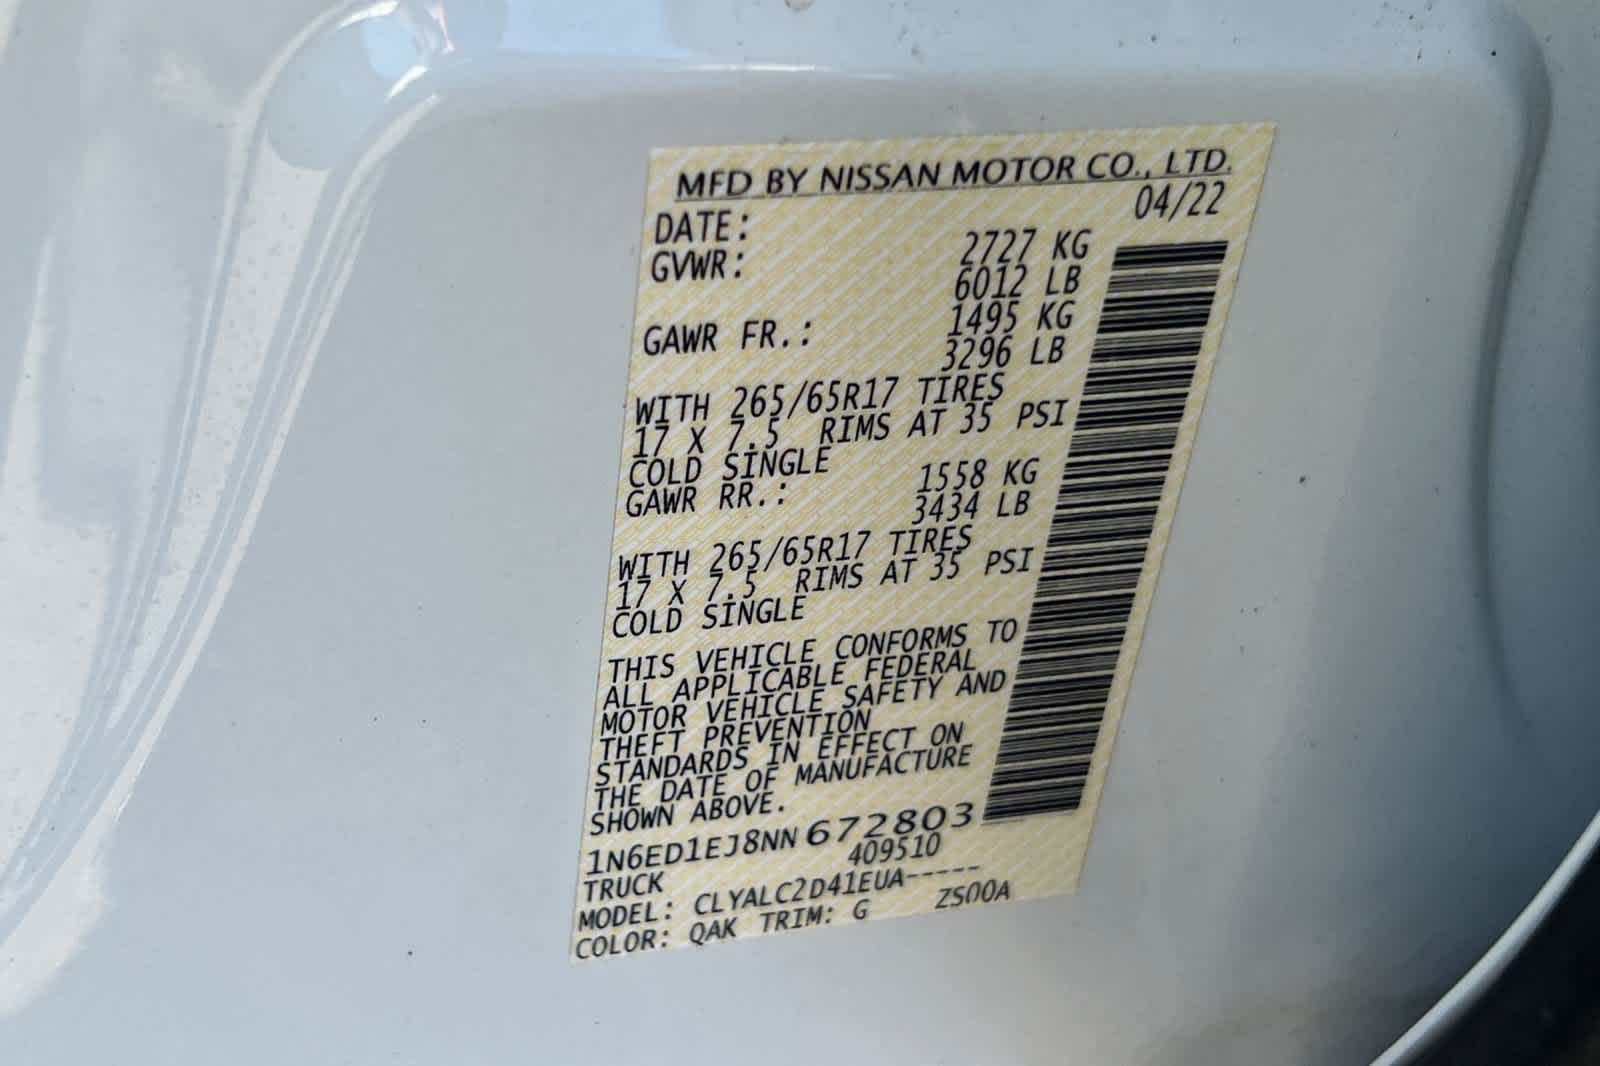 MFD BY NISSAN MOTOR CO., LTD.
DATE: 04/22
GVWR: 2727 KG
6012 LB
GAWR FR.: 1495 KG
3296 LB
WITH 265/65R17 TIRES
17 X 7.5 RIMS AT 35 PSI
COLD SINGLE
GAWR RR.: 1558 KG
3434 LB
WITH 265/65R17 TIRES
17 X 7.5 RIMS AT 35 PSI
COLD SINGLE
THIS VEHICLE CONFORMS TO
ALL APPLICABLE FEDERAL
MOTOR VEHICLE SAFETY AND
THEFT PREVENTION
STANDARDS IN EFFECT ON
THE DATE OF MANUFACTURE
SHOWN ABOVE.
1N6ED1EJ8NN 672803
TRUCK 409510
MODEL: CLYALC2D41EUA-----
COLOR: QAK TRIM: G ZS00A